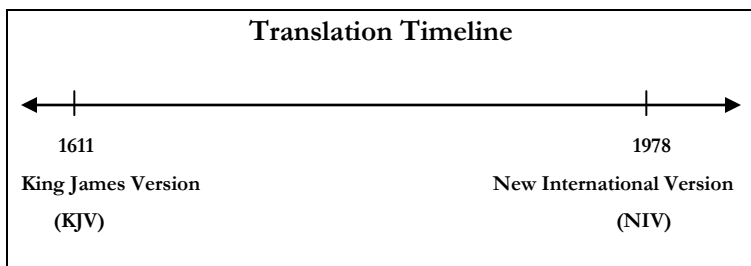 Translation Timeline
1611 1978
King James Version New International Version
(KJV) (NIV)